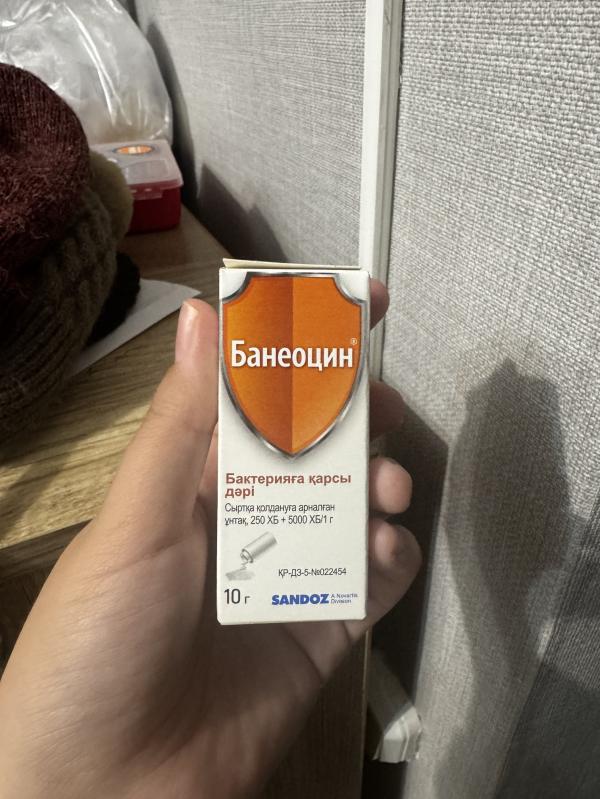 Банеоцин®
Бактерияға қарсы
дәрі
Сыртқа қолдануға арналған
ұнтақ, 250 ХБ + 5000 ХБ/1 г
ҚР-ДЗ-5-№022454
10 г
SANDOZ A Novartis
Division